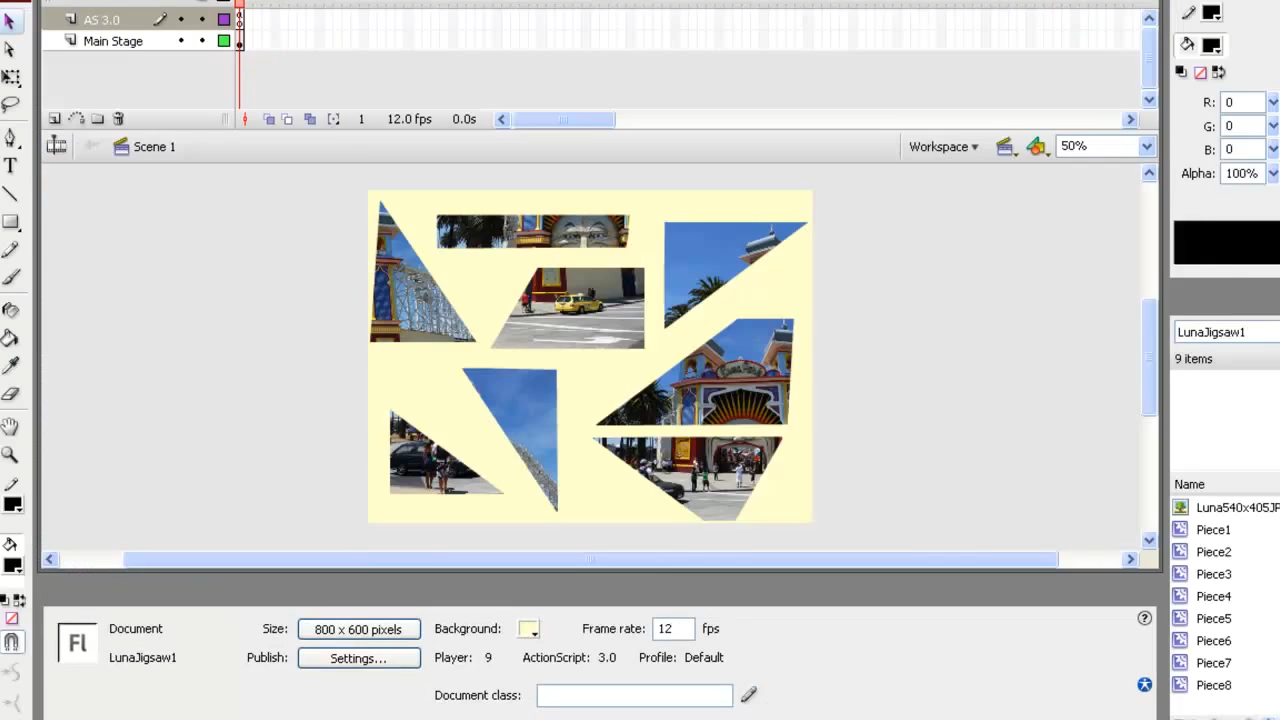 AS 3.0
Main Stage
1 12.0 fps 0.0s
Scene 1
Workspace
50%
R: 0
G: 0
B: 0
Alpha: 100%
LunaJigsaw1
9 items
Name
Luna540x405JP
Piece1
Piece2
Piece3
Piece4
Piece5
Piece6
Piece7
Piece8
Fl
Document
LunaJigsaw1
Size: 800 x 600 pixels
Background:
Frame rate: 12 fps
Publish: Settings...
Player: 9
ActionScript: 3.0
Profile: Default
Document class: